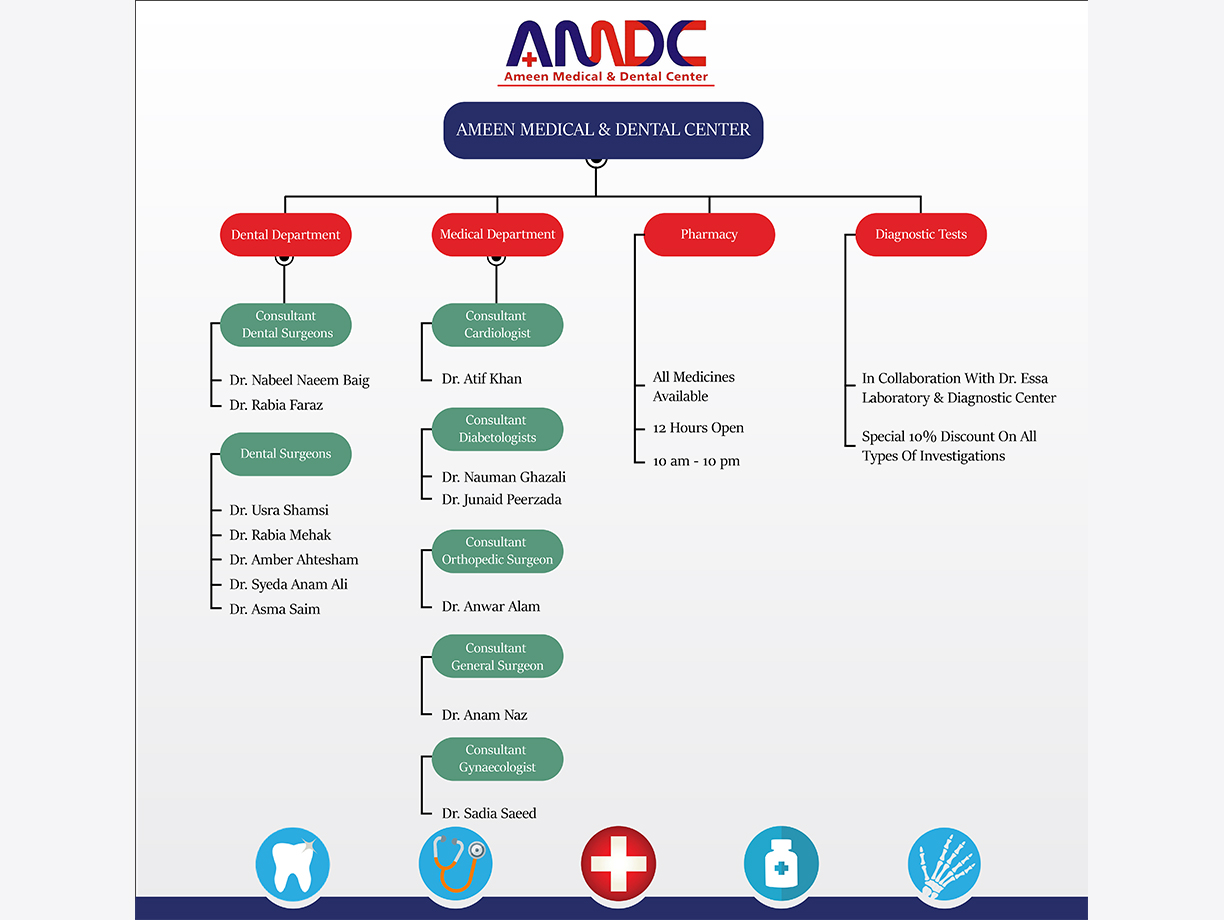 AMDC
Ameen Medical & Dental Center
AMEEN MEDICAL & DENTAL CENTER
Dental Department
Consultant
Dental Surgeons
Dr. Nabeel Naeem Baig
Dr. Rabia Faraz
Dental Surgeons
Dr. Usra Shamsi
Dr. Rabia Mehak
Dr. Amber Ahtesham
Dr. Syeda Anam Ali
Dr. Asma Saim
Medical Department
Consultant
Cardiologist
Dr. Atif Khan
Consultant
Diabetologists
Dr. Nauman Ghazali
Dr. Junaid Peerzada
Consultant
Orthopedic Surgeon
Dr. Anwar Alam
Consultant
General Surgeon
Dr. Anam Naz
Consultant
Gynaecologist
Dr. Sadia Saeed
Pharmacy
All Medicines
Available
12 Hours Open
10 am - 10 pm
Diagnostic Tests
In Collaboration With Dr. Essa
Laboratory & Diagnostic Center
Special 10% Discount On All
Types Of Investigations